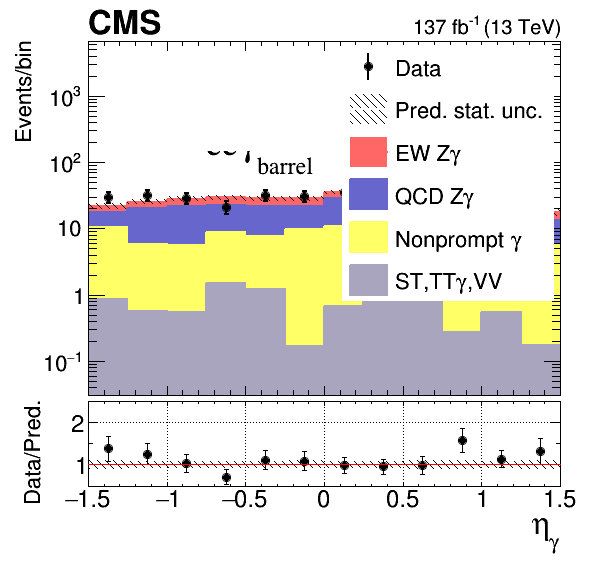 CMS
137 fb⁻¹ (13 TeV)
Events/bin
10³
10²
10
1
10⁻¹
Data
Pred. stat. unc.
EW Zγ
QCD Zγ
Nonprompt γ
ST,TTγ,VV
barrel
Data/Pred.
2
1
−1.5 −1 −0.5 0 0.5 1 1.5
η_γ